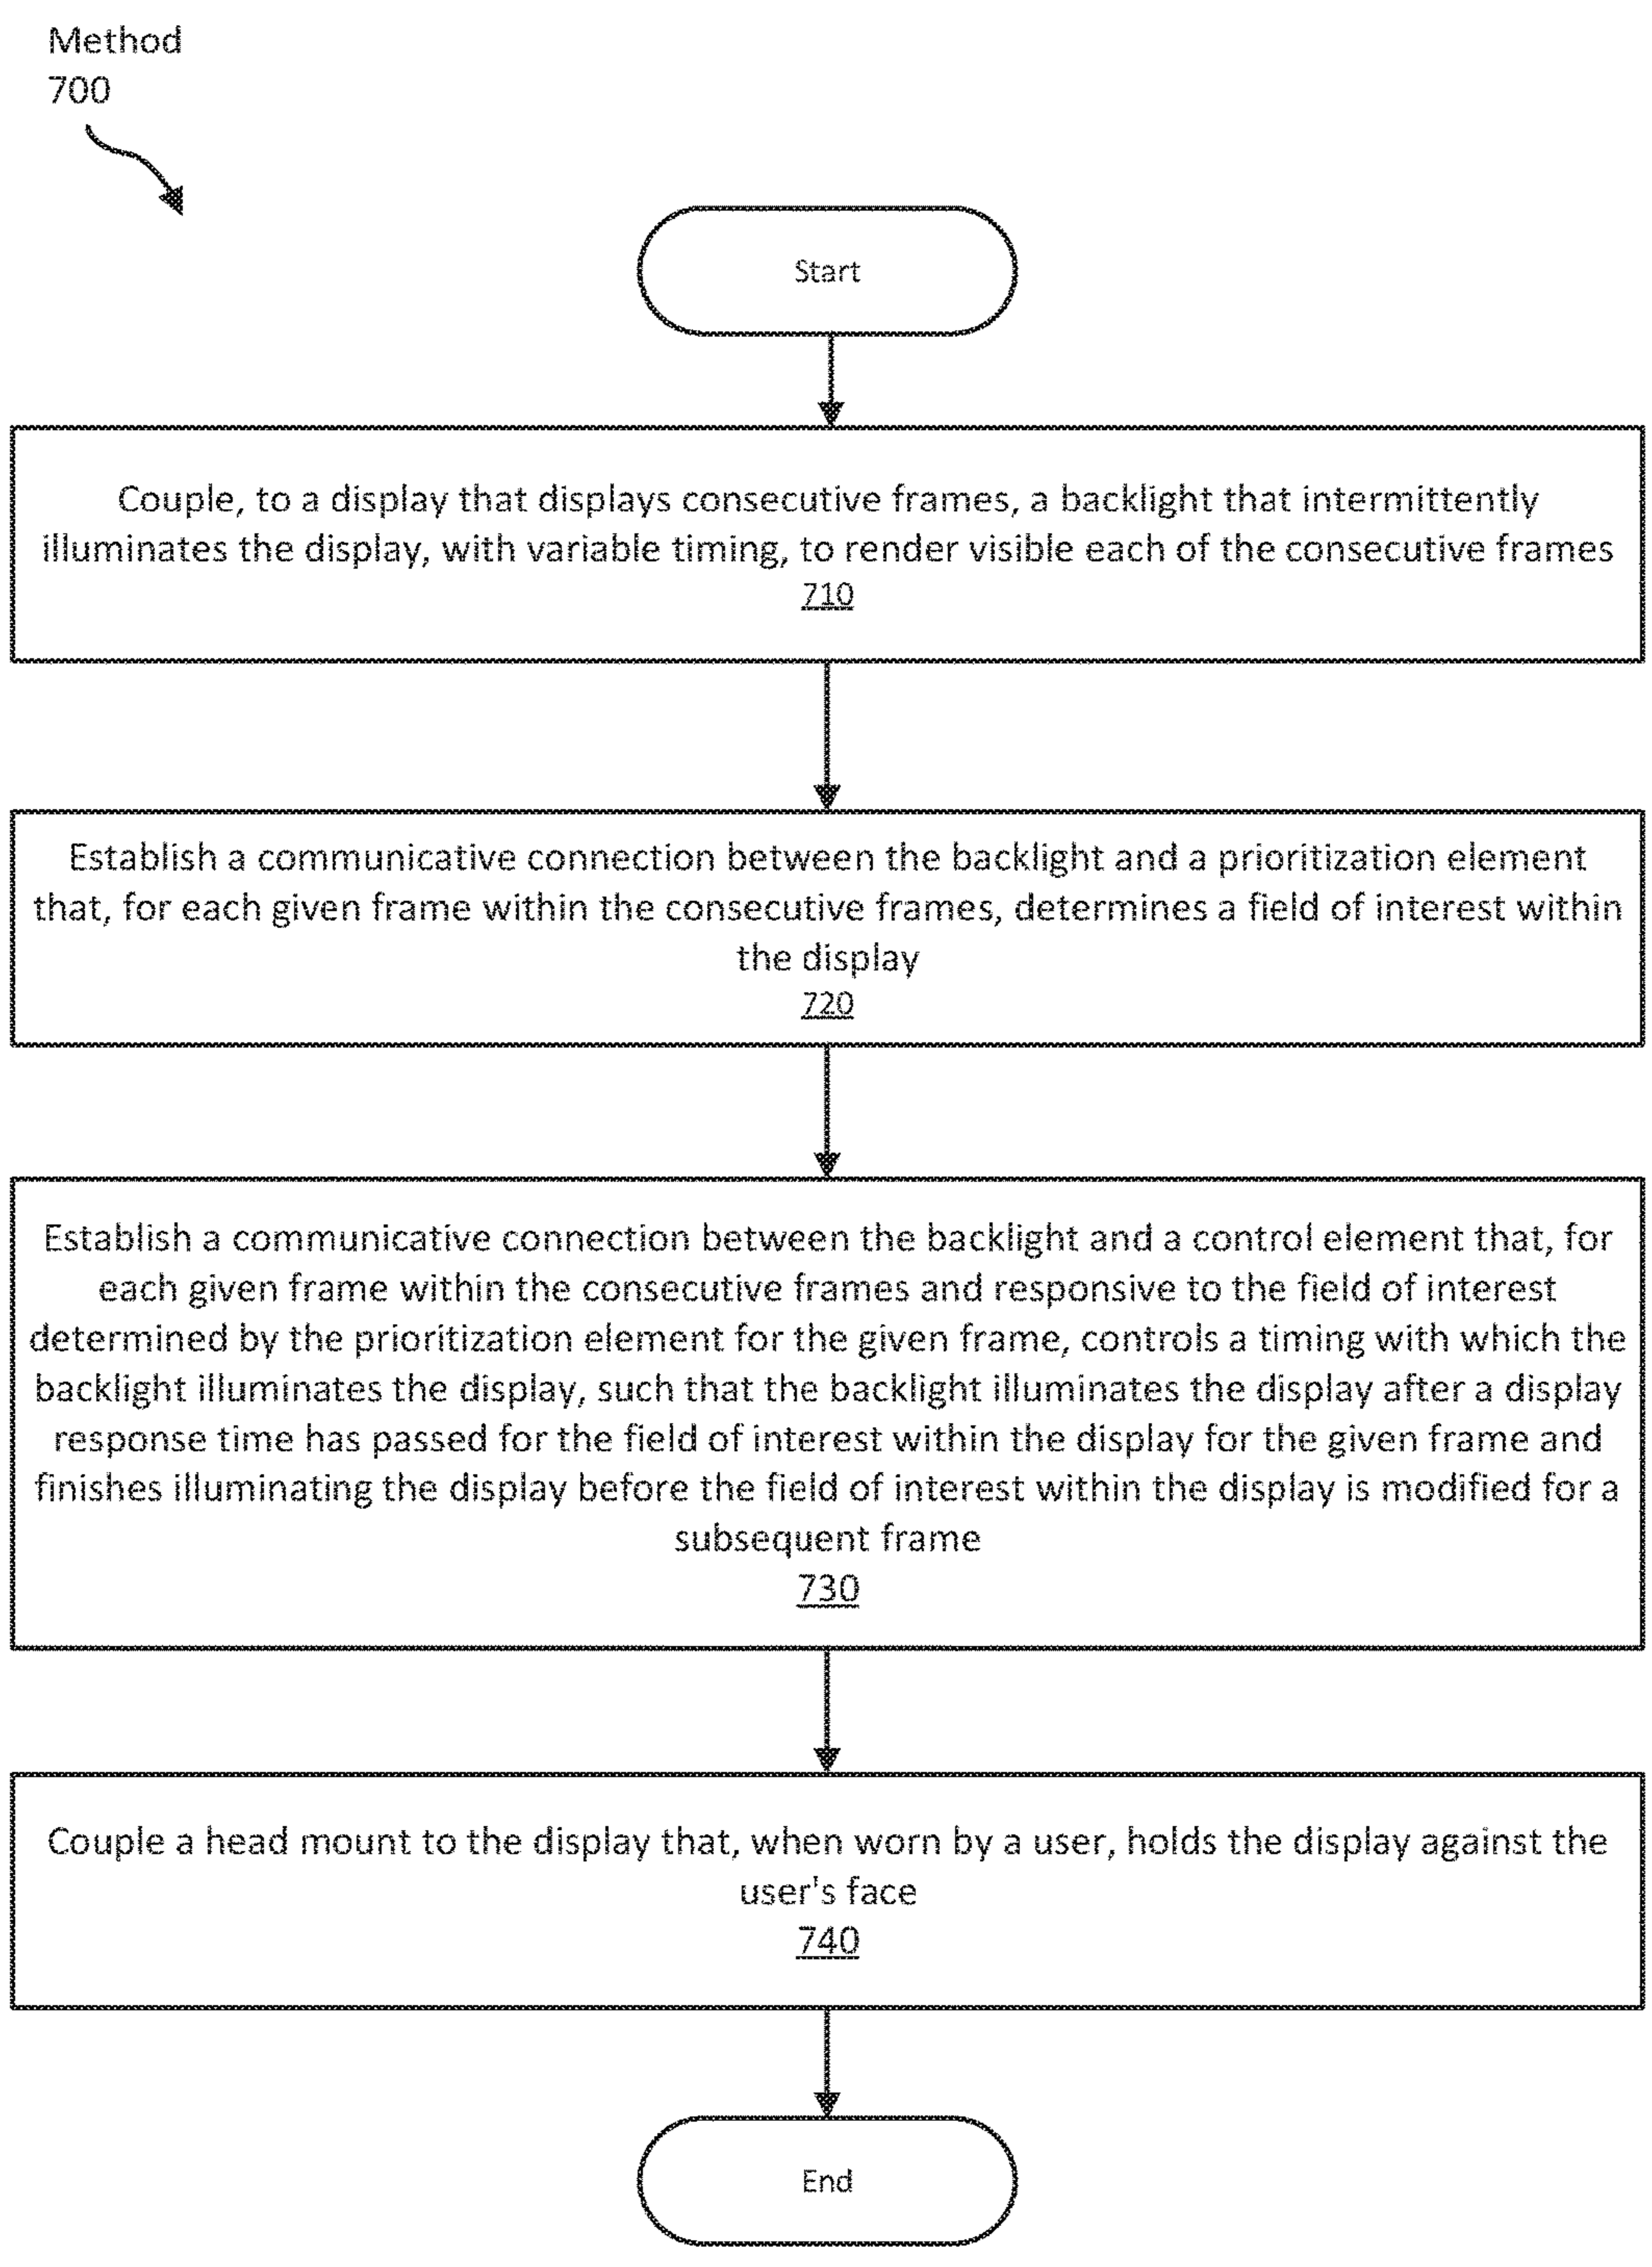 Method
700
Start
Couple, to a display that displays consecutive frames, a backlight that intermittently
illuminates the display, with variable timing, to render visible each of the consecutive frames
710
Establish a communicative connection between the backlight and a prioritization element
that, for each given frame within the consecutive frames, determines a field of interest within
the display
720
Establish a communicative connection between the backlight and a control element that, for
each given frame within the consecutive frames and responsive to the field of interest
determined by the prioritization element for the given frame, controls a timing with which the
backlight illuminates the display, such that the backlight illuminates the display after a display
response time has passed for the field of interest within the display for the given frame and
finishes illuminating the display before the field of interest within the display is modified for a
subsequent frame
730
Couple a head mount to the display that, when worn by a user, holds the display against the
user's face
740
End